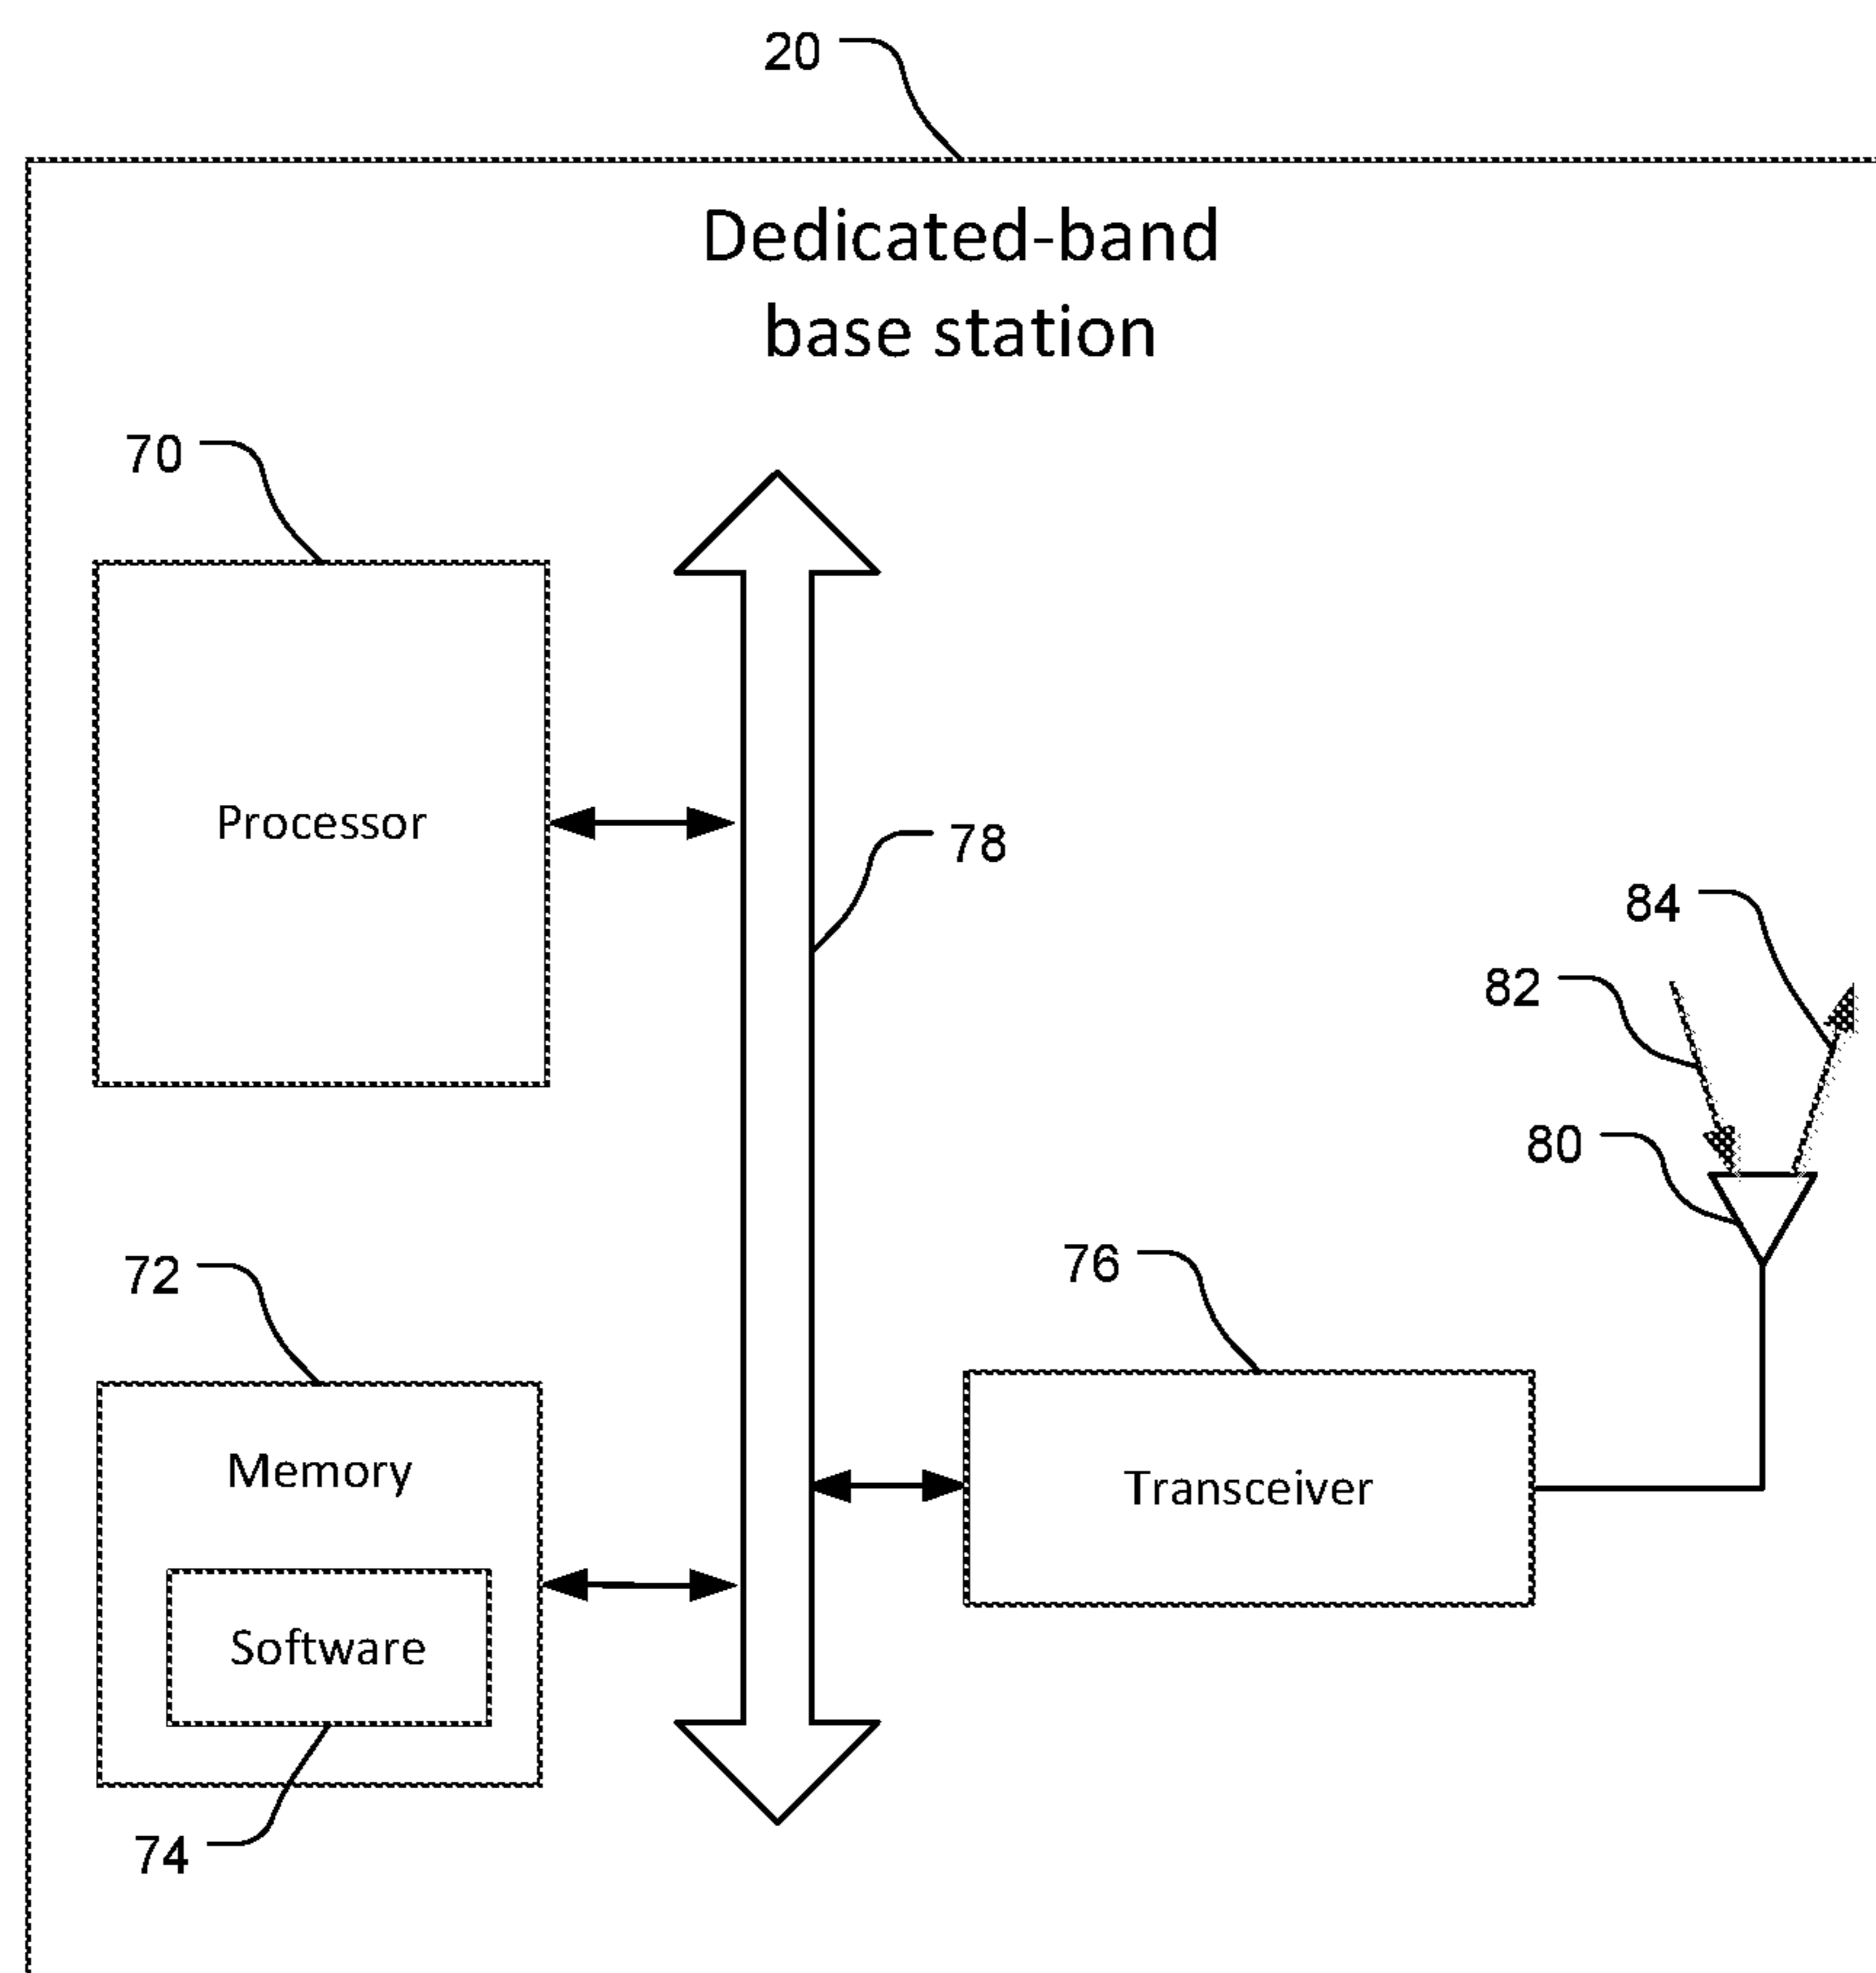 20
Dedicated-band
base station
70
Processor
78
84
82
80
72
76
Memory
Transceiver
Software
74